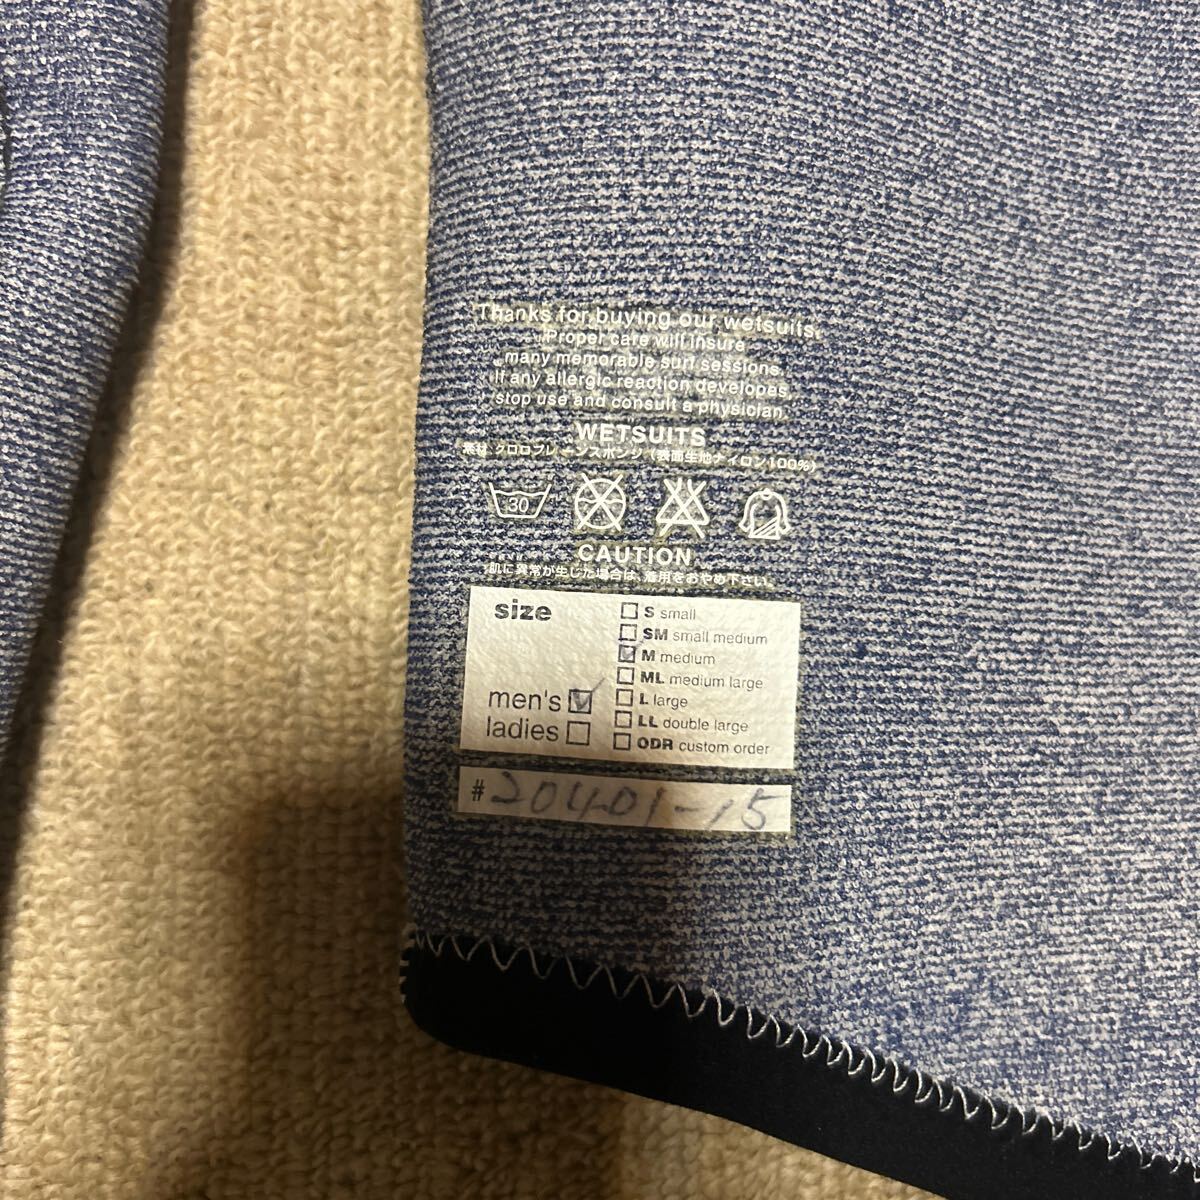 Thanks for buying our wetsuits.
Proper care will insure
many memorable surf sessions.
If any allergic reaction developes,
stop use and consult a physician.
WETSUITS
素材 クロロプレーンスポンジ (表面生地ナイロン100%)
30
CAUTION
肌に異常が生じた場合は、着用をおやめ下さい。
size
men's
ladies
S small
SM small medium
M medium
ML medium large
L large
LL double large
ODR custom order
# 20401-15